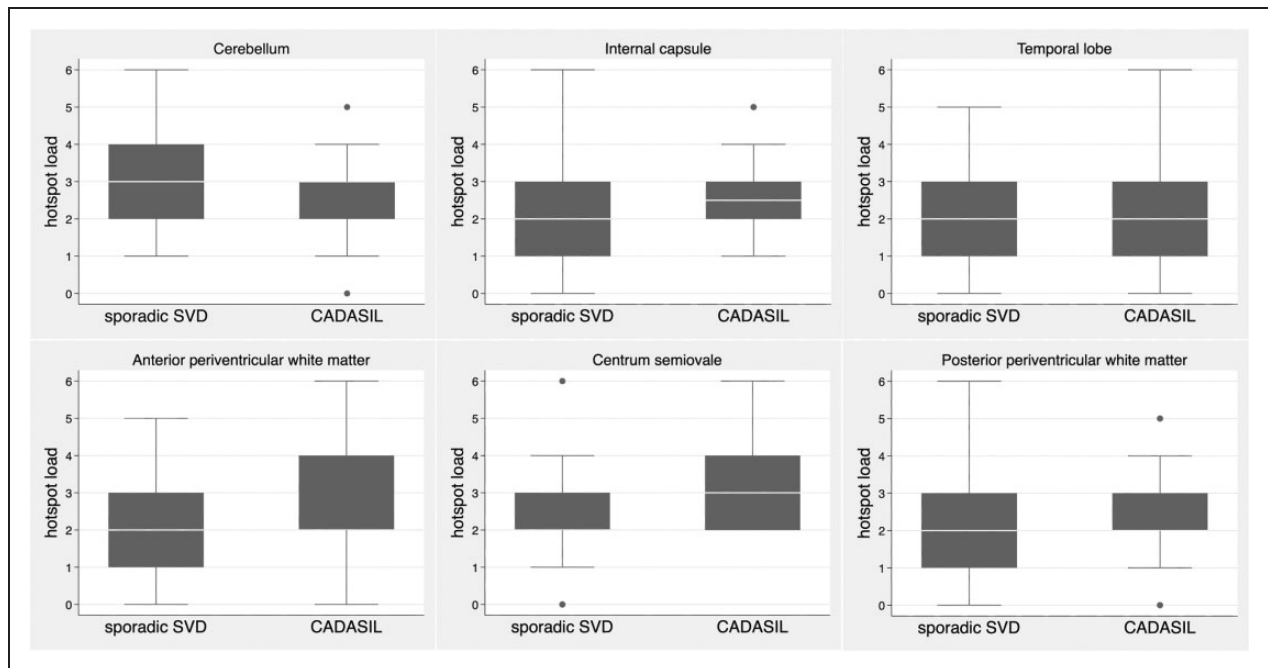 Cerebellum
hotspot load
6
5
4
3
2
1
0
sporadic SVD CADASIL
Internal capsule
hotspot load
6
5
4
3
2
1
0
sporadic SVD CADASIL
Temporal lobe
hotspot load
6
5
4
3
2
1
0
sporadic SVD CADASIL
Anterior periventricular white matter
hotspot load
6
5
4
3
2
1
0
sporadic SVD CADASIL
Centrum semiovale
hotspot load
6
5
4
3
2
1
0
sporadic SVD CADASIL
Posterior periventricular white matter
hotspot load
6
5
4
3
2
1
0
sporadic SVD CADASIL